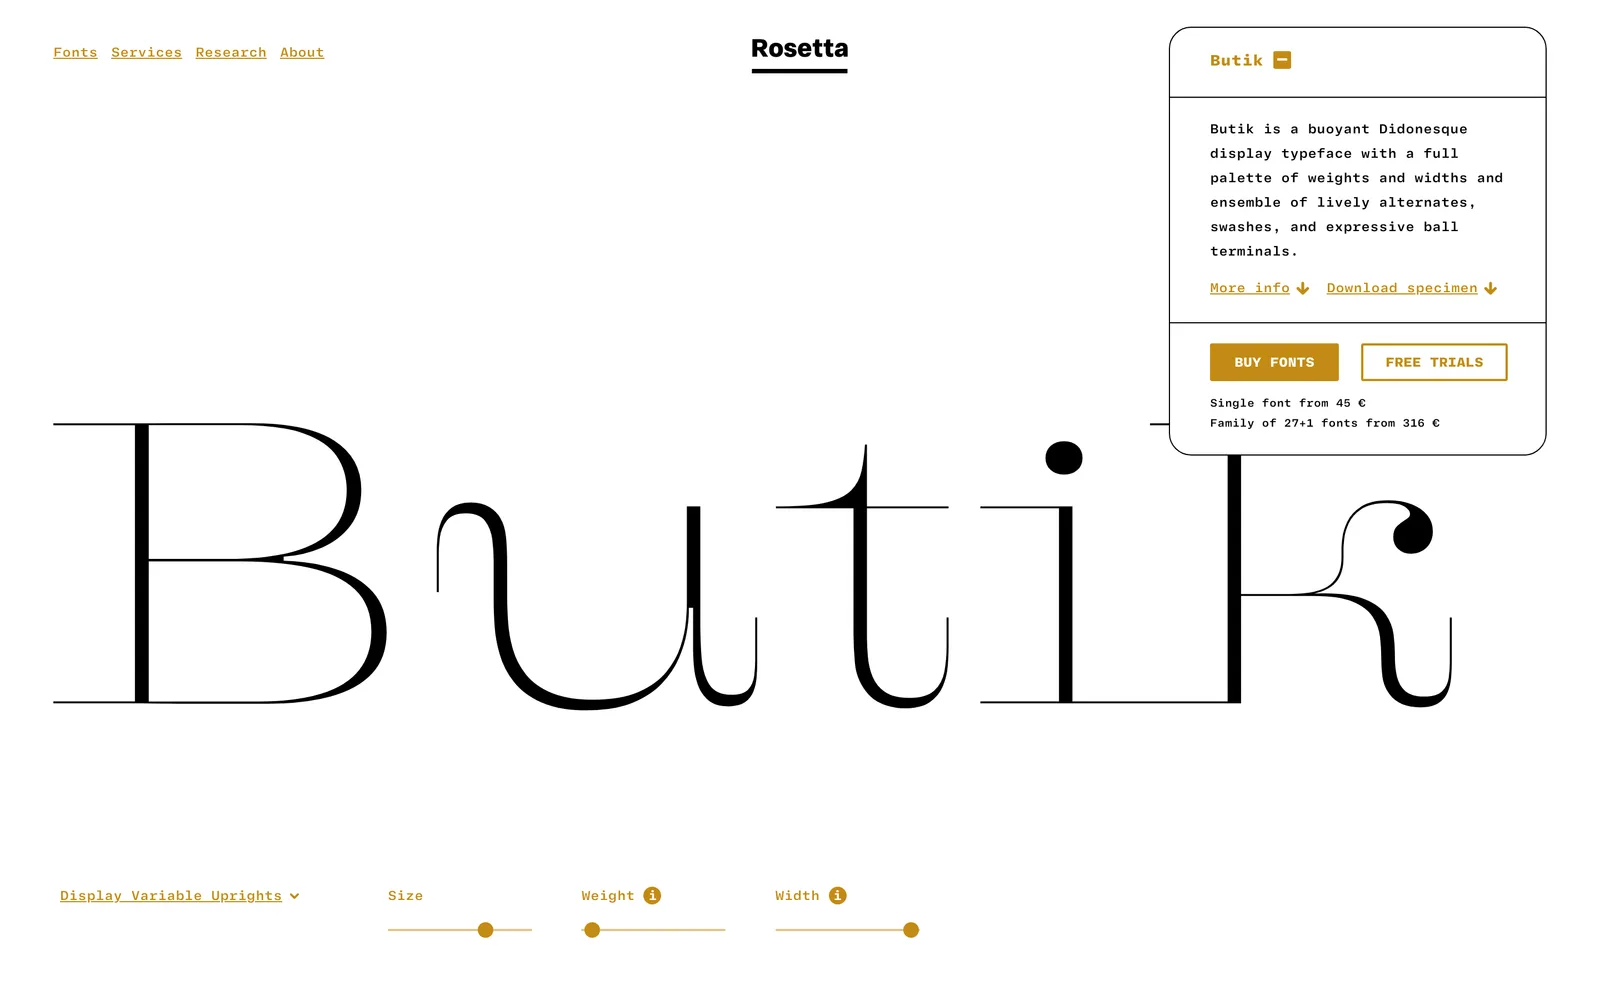 Fonts Services Research About
Rosetta
Butik
Butik is a buoyant Didonesque
display typeface with a full
palette of weights and widths and
ensemble of lively alternates,
swashes, and expressive ball
terminals.
More info Download specimen
BUY FONTS FREE TRIALS
Single font from 45 €
Family of 27+1 fonts from 316 €
Butik
Display Variable Uprights Size Weight i Width i